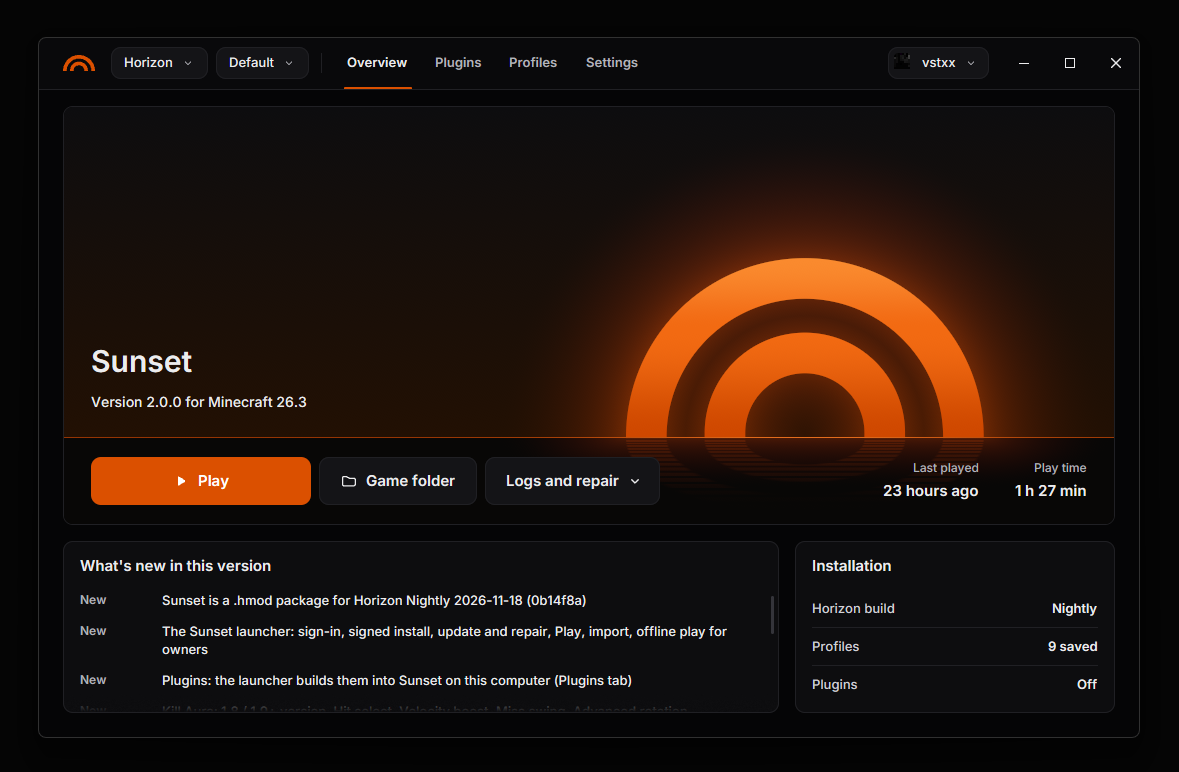 Horizon
Default
Overview
Plugins
Profiles
Settings
vstxx
Sunset
Version 2.0.0 for Minecraft 26.3
Play
Game folder
Logs and repair
Last played
23 hours ago
Play time
1 h 27 min
What's new in this version
New
Sunset is a .hmod package for Horizon Nightly 2026-11-18 (0b14f8a)
New
The Sunset launcher: sign-in, signed install, update and repair, Play, import, offline play for
owners
New
Plugins: the launcher builds them into Sunset on this computer (Plugins tab)
New
Installation
Horizon build
Nightly
Profiles
9 saved
Plugins
Off